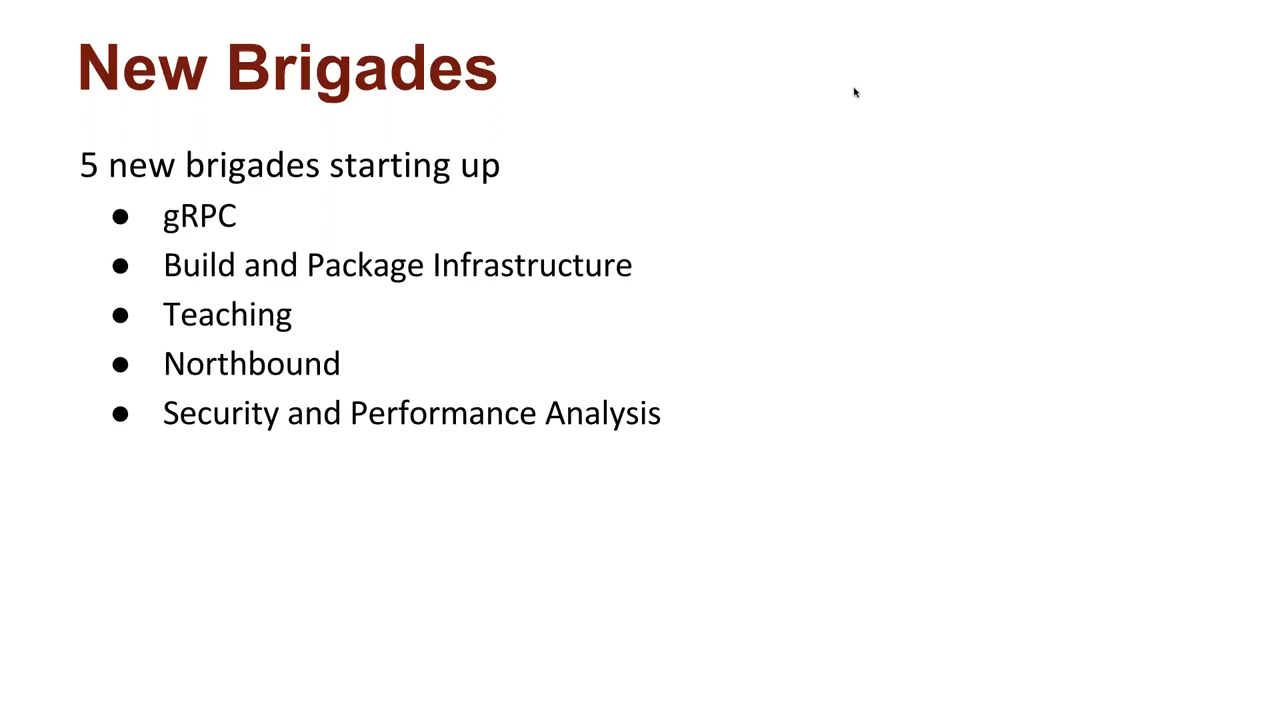 New Brigades
5 new brigades starting up
● gRPC
● Build and Package Infrastructure
● Teaching
● Northbound
● Security and Performance Analysis